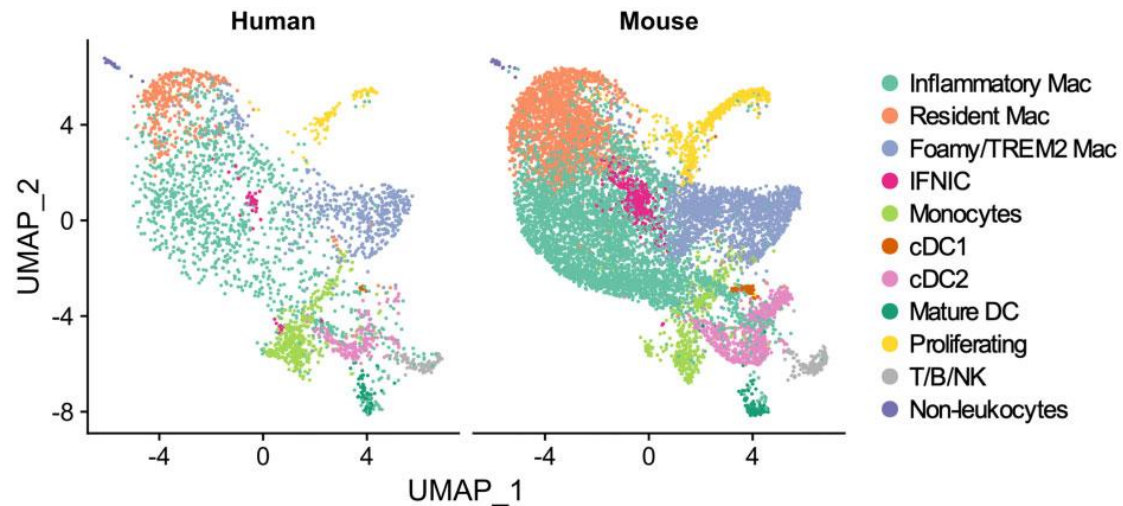 Human Mouse
UMAP_2
4
0
-4
-8
-4 0 4 -4 0 4
UMAP_1
Inflammatory Mac
Resident Mac
Foamy/TREM2 Mac
IFNIC
Monocytes
cDC1
cDC2
Mature DC
Proliferating
T/B/NK
Non-leukocytes